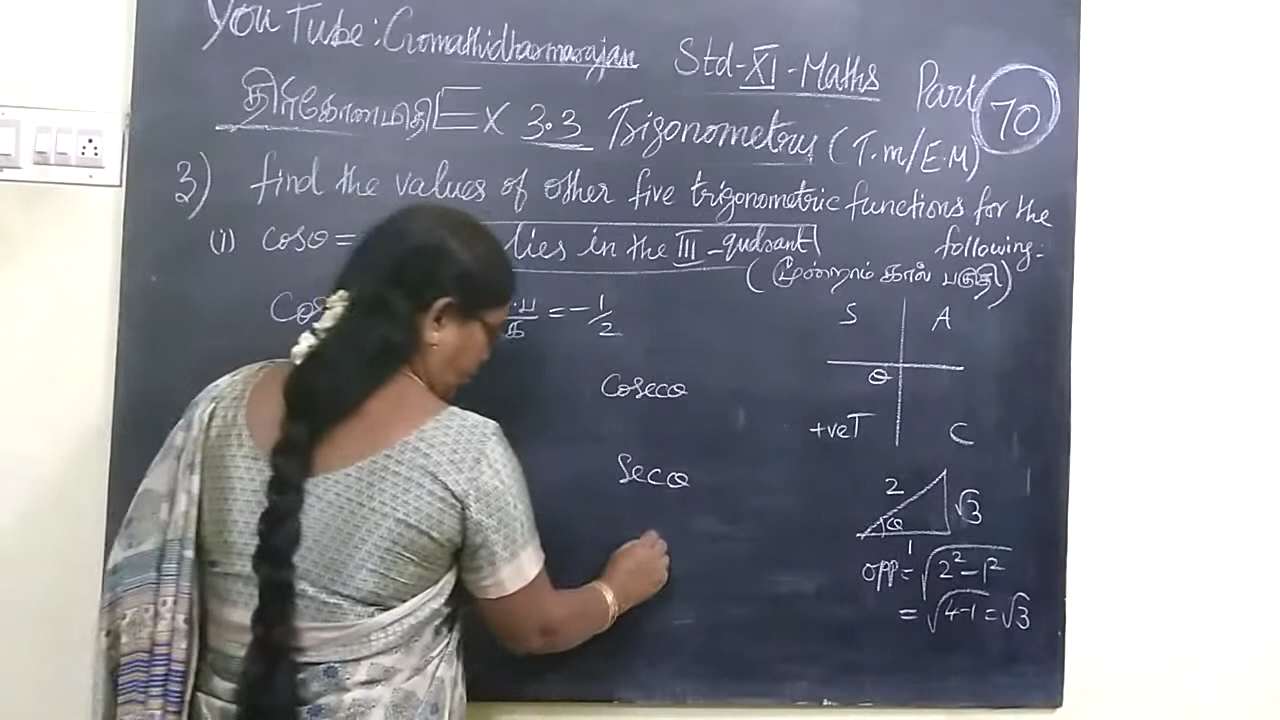 YouTube: Gomathidharmarajan Std-XI-Maths Part 70
திரிகோணமிதி Ex 3.3 Trigonometry (T.M/E.M)
3) find the values of other five trigonometric functions for the following:
(i) cosθ = lies in the III-qudrant
(மூன்றாம் கால் பகுதி)
Cos = -1/2
S A
θ
+veT C
Cosecθ
Secθ
2 √3
θ
1
opp = √2²-1²
= √4-1 = √3